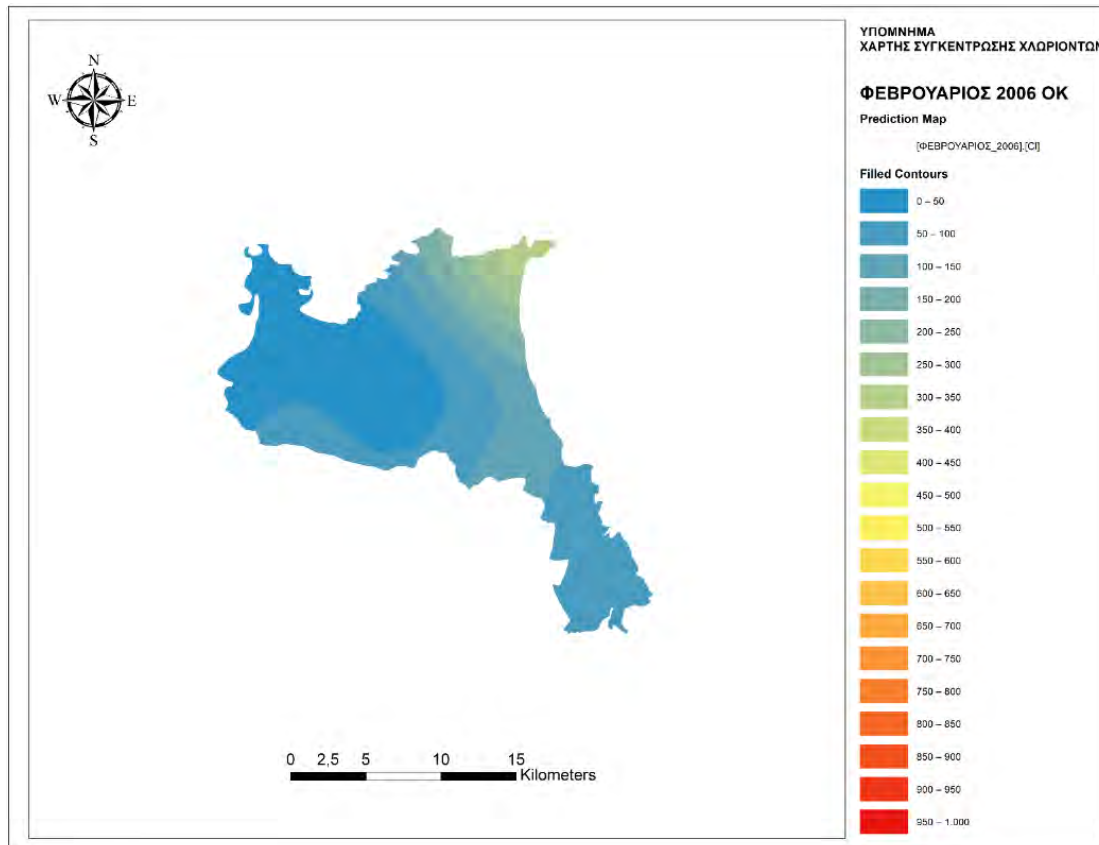 N
W E
S
0 2,5 5 10 15
Kilometers
ΥΠΟΜΝΗΜΑ
ΧΑΡΤΗΣ ΣΥΓΚΕΝΤΡΩΣΗΣ ΧΛΩΡΙΟΝΤΩΝ
ΦΕΒΡΟΥΑΡΙΟΣ 2006 ΟΚ
Prediction Map
[ΦΕΒΡΟΥΑΡΙΟΣ_2006].[Cl]
Filled Contours
0 – 50
50 – 100
100 – 150
150 – 200
200 – 250
250 – 300
300 – 350
350 – 400
400 – 450
450 – 500
500 – 550
550 – 600
600 – 650
650 – 700
700 – 750
750 – 800
800 – 850
850 – 900
900 – 950
950 – 1.000